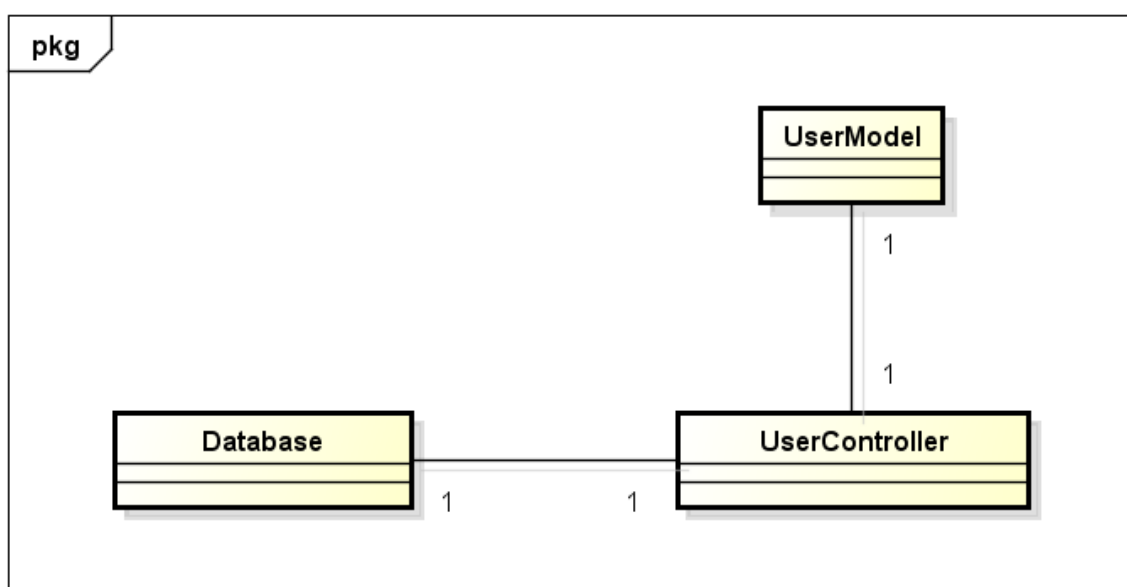 pkg
UserModel
1
1
Database
UserController
1
1